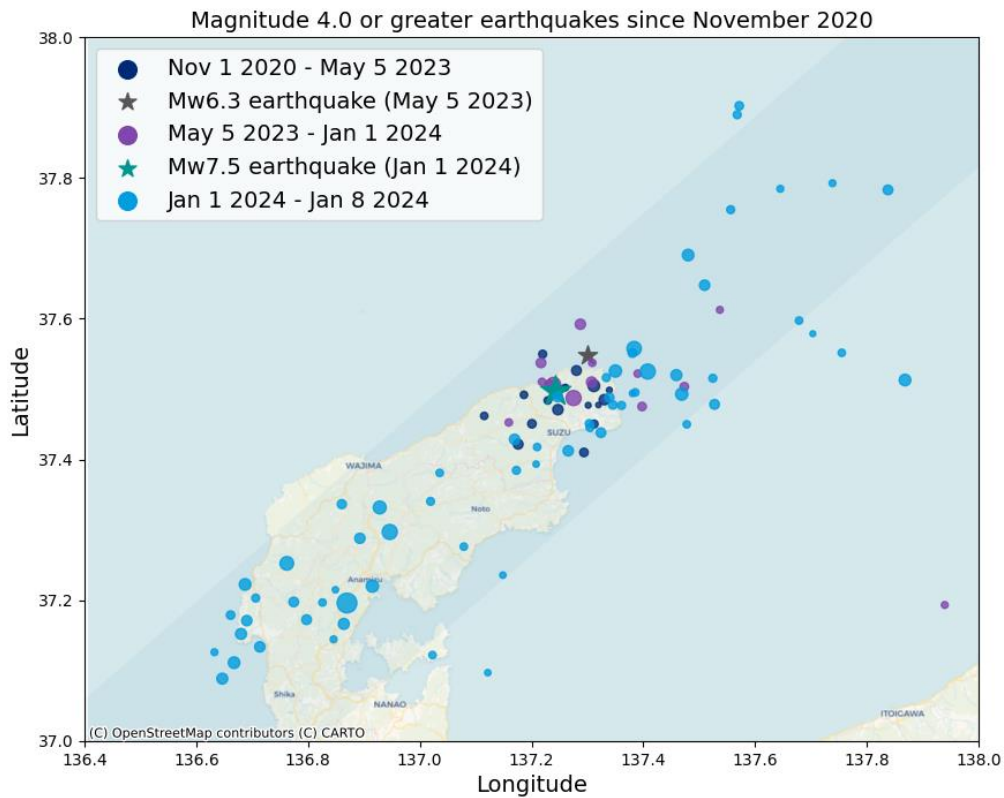 Magnitude 4.0 or greater earthquakes since November 2020
38.0
Nov 1 2020 - May 5 2023
Mw6.3 earthquake (May 5 2023)
May 5 2023 - Jan 1 2024
Mw7.5 earthquake (Jan 1 2024)
Jan 1 2024 - Jan 8 2024
37.8
37.6
Latitude
SUZU
37.4
WAJIMA
Noto
Anamizu
37.2
Shika
NANAO
ITOIGAWA
(C) OpenStreetMap contributors (C) CARTO
37.0
136.4 136.6 136.8 137.0 137.2 137.4 137.6 137.8 138.0
Longitude